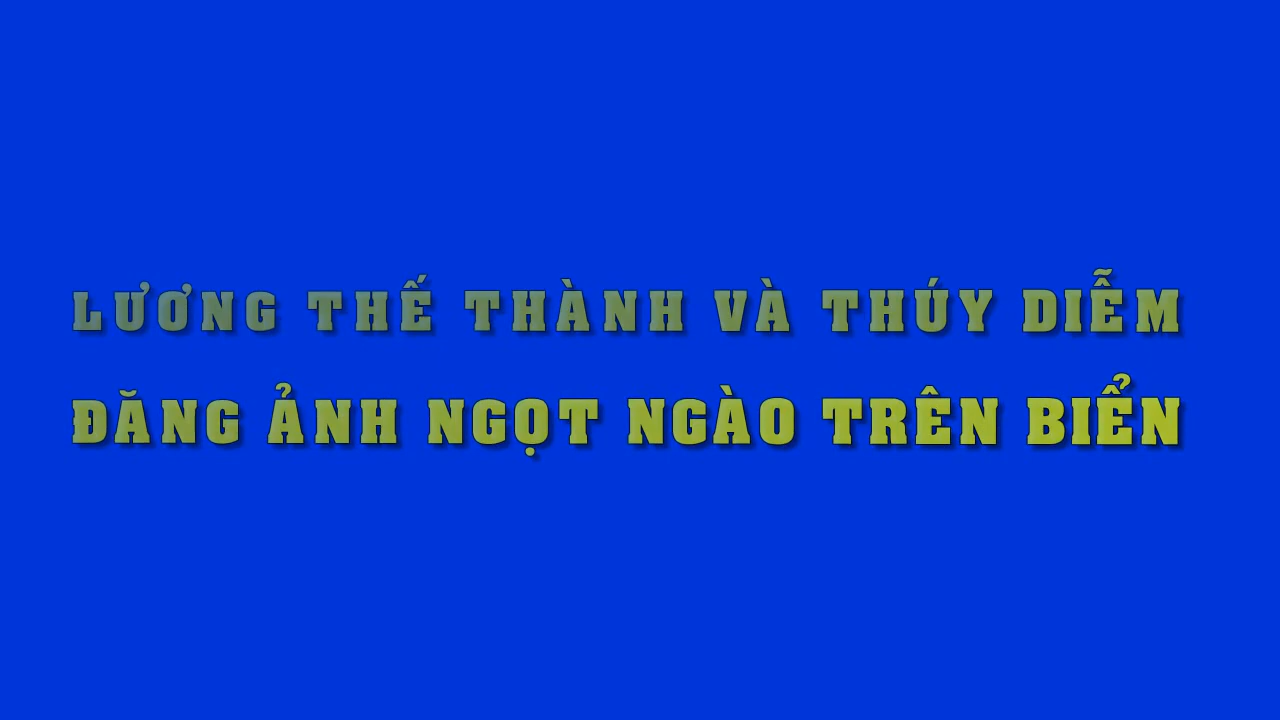 LƯƠNG THẾ THÀNH VÀ THÚY DIỄM
ĐĂNG ẢNH NGỌT NGÀO TRÊN BIỂN